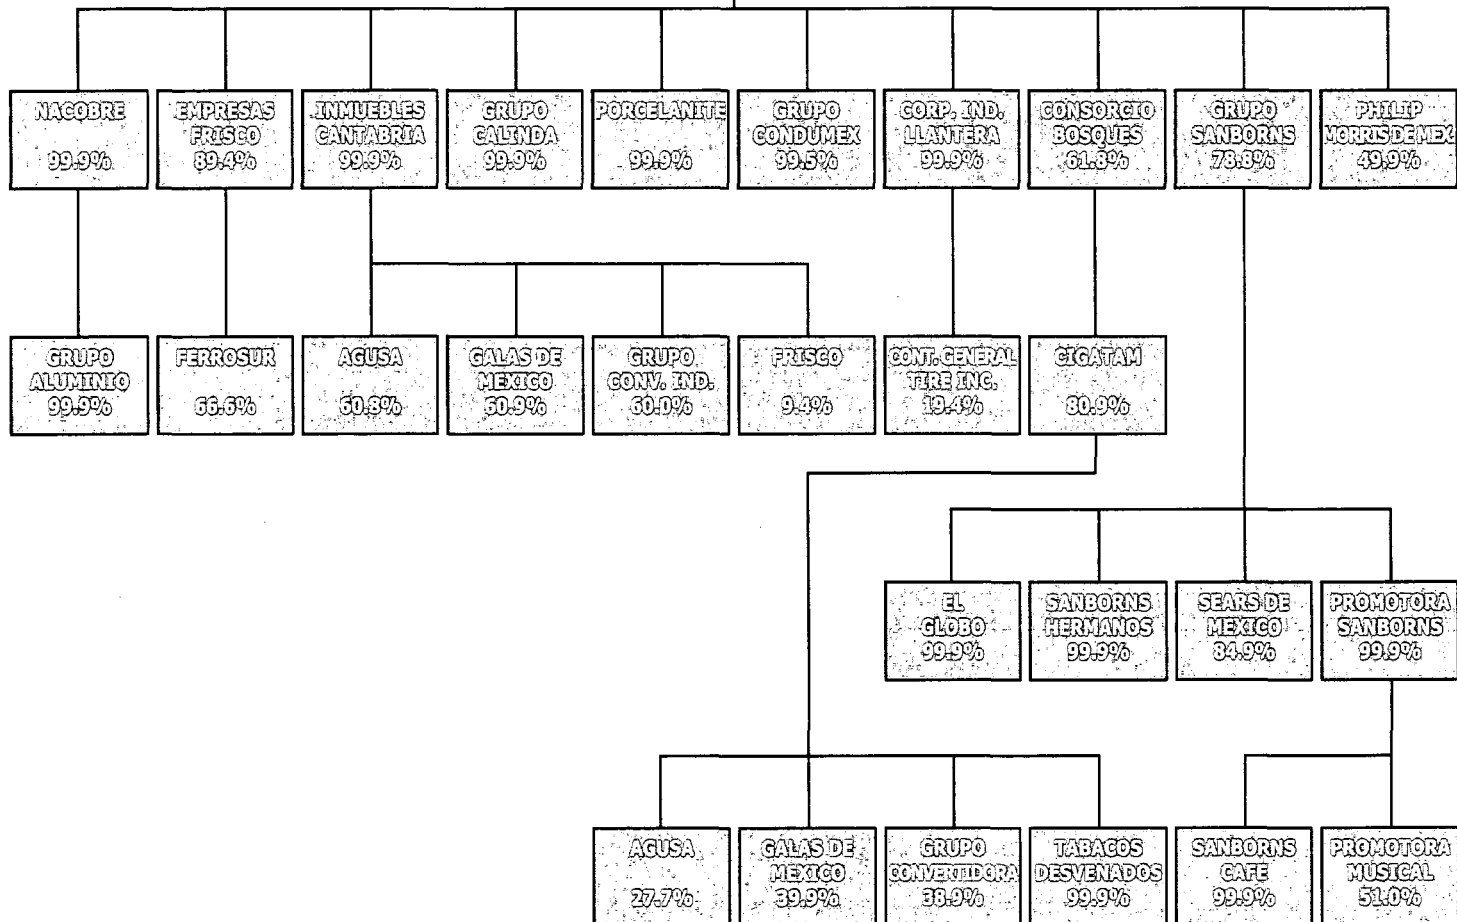 NACOBRE
99.9%
EMPRESAS
FRISCO
89.4%
INMUEBLES
CANTABRIA
99.9%
GRUPO
CALINDA
99.9%
PORCELANITE
99.9%
GRUPO
CONDUMEX
99.5%
CORP. IND.
LLANTERA
99.9%
CONSORCIO
BOSQUES
61.8%
GRUPO
SANBORNS
78.8%
PHILIP
MORRIS DE MEX.
49.9%
GRUPO
ALUMINIO
99.9%
FERROSUR
66.6%
AGUSA
60.8%
GALAS DE
MEXICO
60.9%
GRUPO
CONV. IND.
60.0%
FRISCO
9.4%
CONT. GENERAL
TIRE INC.
19.4%
CIGATAM
80.9%
EL
GLOBO
99.9%
SANBORNS
HERMANOS
99.9%
SEARS DE
MEXICO
84.9%
PROMOTORA
SANBORNS
99.9%
AGUSA
27.7%
GALAS DE
MEXICO
39.9%
GRUPO
CONVERTIDORA
38.9%
TABACOS
DESVENADOS
99.9%
SANBORNS
CAFE
99.9%
PROMOTORA
MUSICAL
51.0%